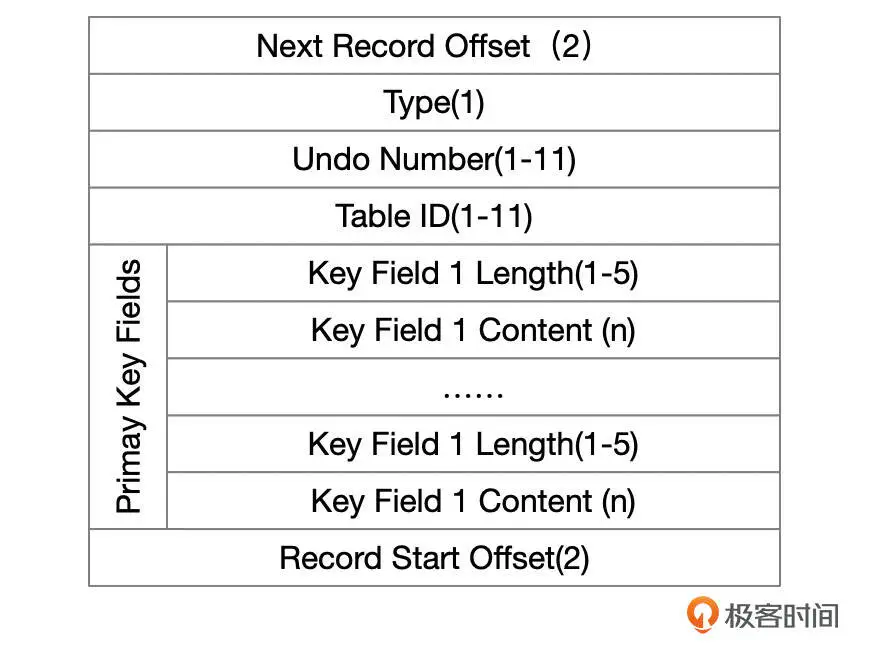 Next Record Offset（2）
Type(1)
Undo Number(1-11)
Table ID(1-11)
Primay Key Fields
Key Field 1 Length(1-5)
Key Field 1 Content (n)
……
Key Field 1 Length(1-5)
Key Field 1 Content (n)
Record Start Offset(2)
极客时间